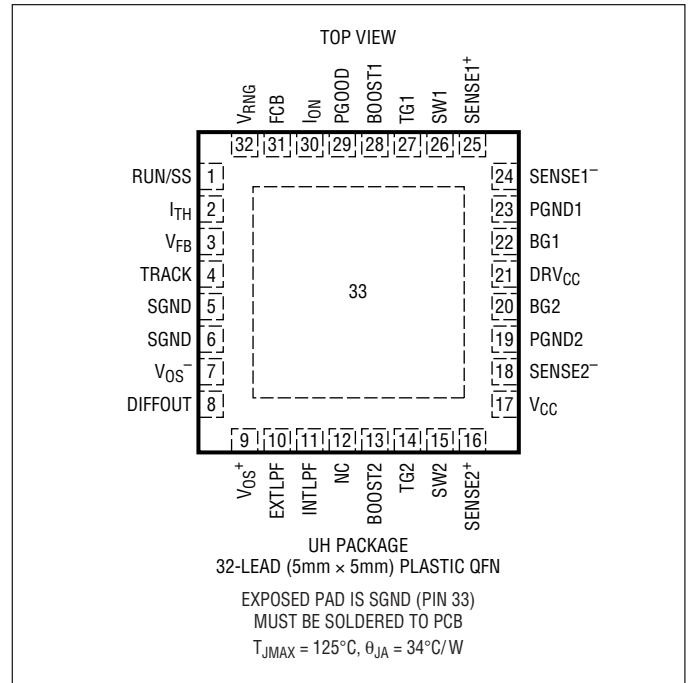 TOP VIEW
VRNG
FCB
ION
PGOOD
BOOST1
TG1
SW1
SENSE1+
32 31 30 29 28 27 26 25
RUN/SS 1
ITH 2
VFB 3
TRACK 4
SGND 5
SGND 6
VOS– 7
DIFFOUT 8
33
24 SENSE1–
23 PGND1
22 BG1
21 DRVCC
20 BG2
19 PGND2
18 SENSE2–
17 VCC
9 10 11 12 13 14 15 16
VOS+
EXTLPF
INTLPF
NC
BOOST2
TG2
SW2
SENSE2+
UH PACKAGE
32-LEAD (5mm × 5mm) PLASTIC QFN
EXPOSED PAD IS SGND (PIN 33)
MUST BE SOLDERED TO PCB
TJMAX = 125°C, θJA = 34°C/W